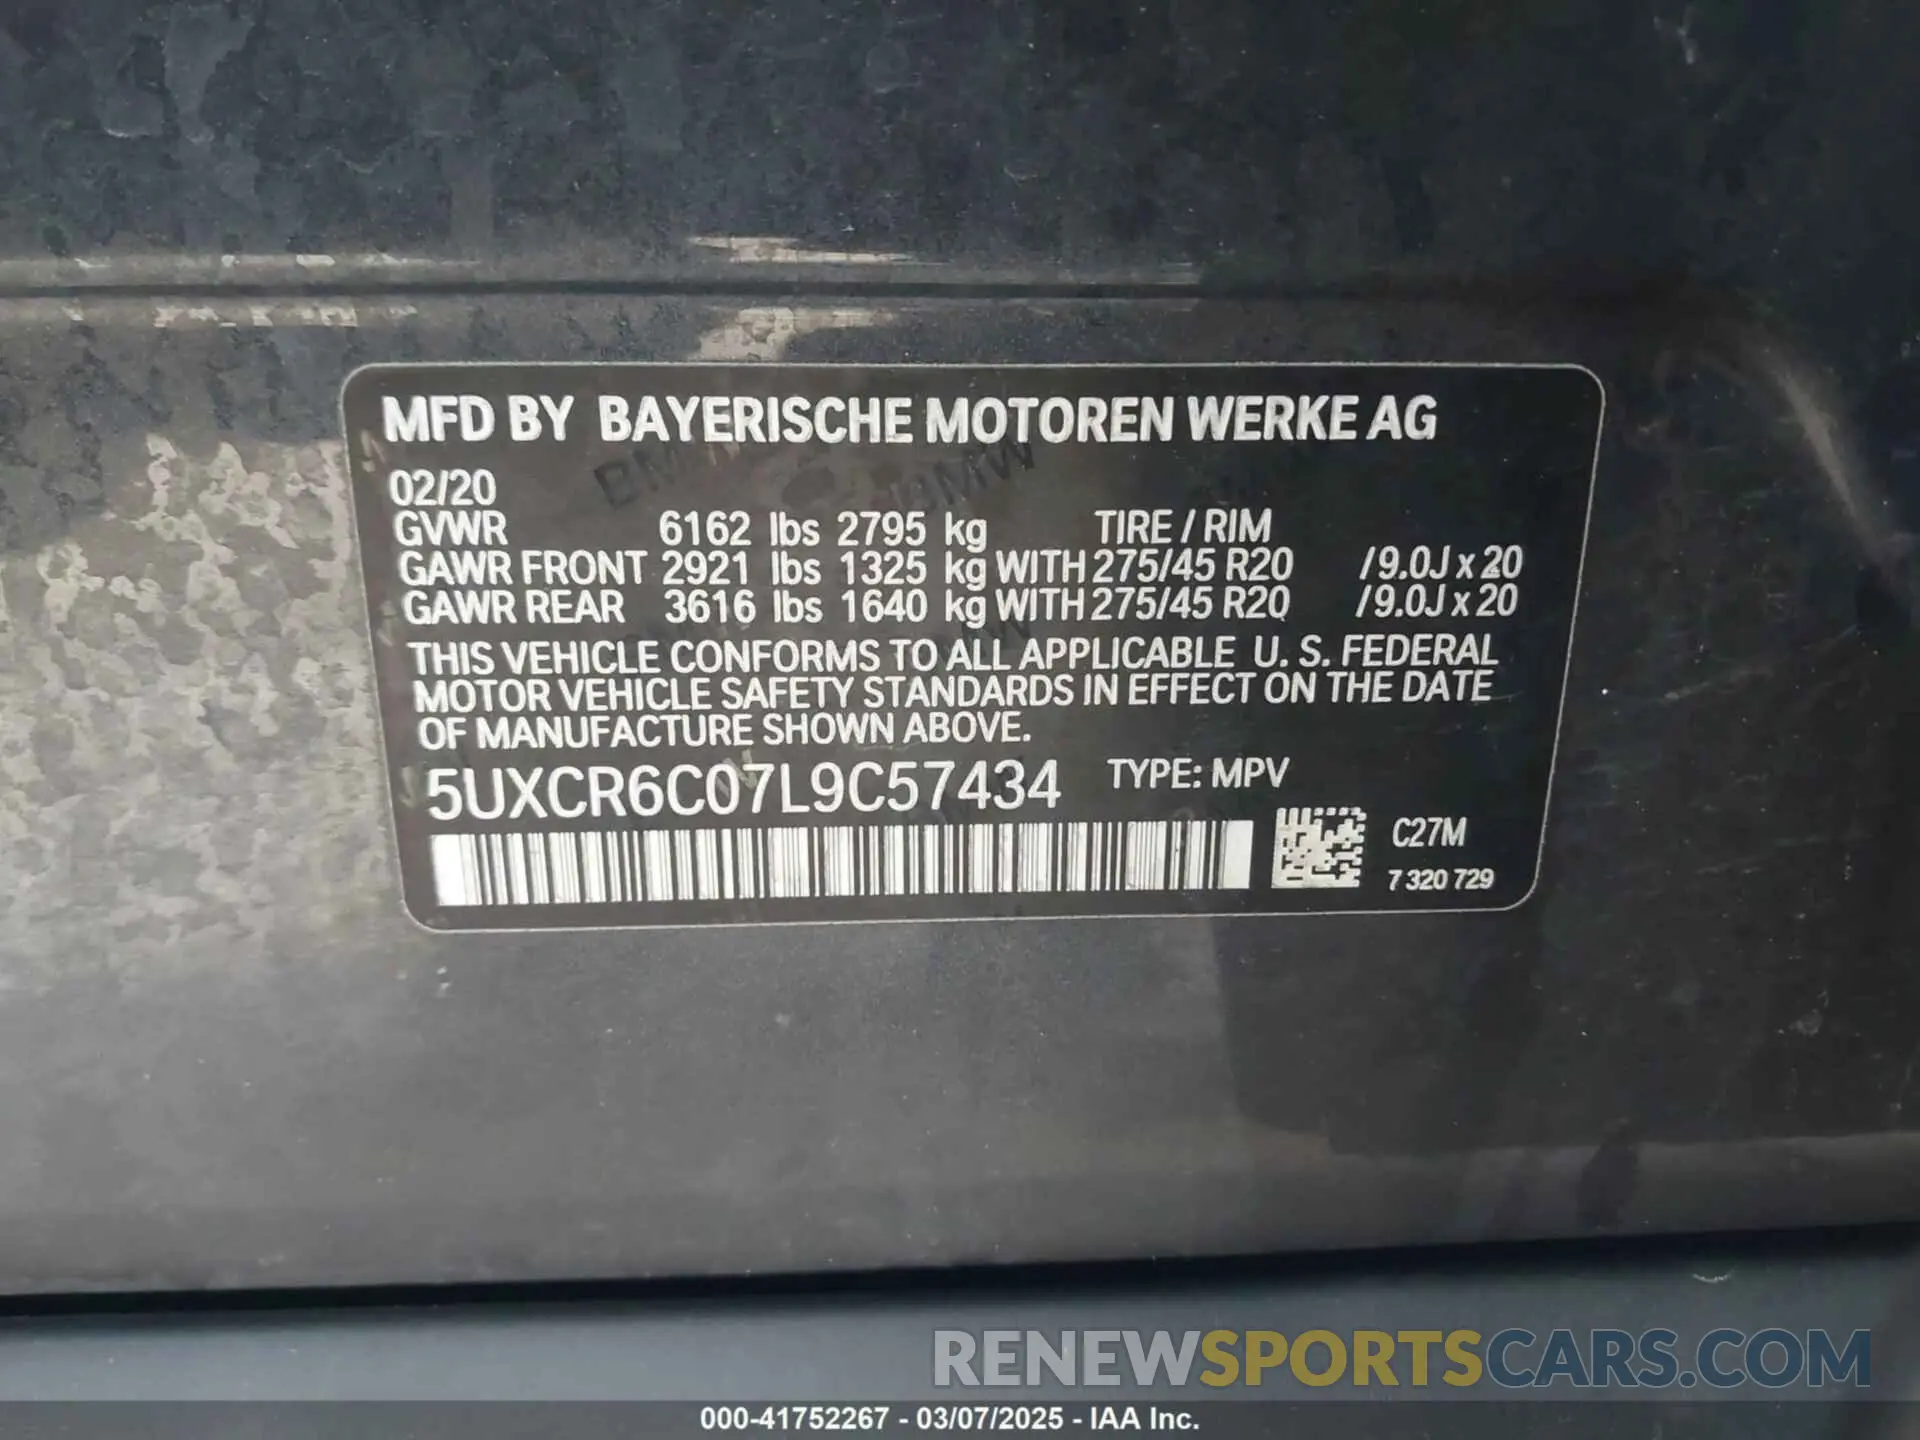 MFD BY BAYERISCHE MOTOREN WERKE AG
02/20
GVWR 6162 lbs 2795 kg TIRE / RIM
GAWR FRONT 2921 lbs 1325 kg WITH 275/45 R20 /9.0J x 20
GAWR REAR 3616 lbs 1640 kg WITH 275/45 R20 /9.0J x 20
THIS VEHICLE CONFORMS TO ALL APPLICABLE U. S. FEDERAL
MOTOR VEHICLE SAFETY STANDARDS IN EFFECT ON THE DATE
OF MANUFACTURE SHOWN ABOVE.
5UXCR6C07L9C57434 TYPE: MPV
C27M
7 320 729
RENEWSPORTSCARS.COM
000-41752267 - 03/07/2025 - IAA Inc.